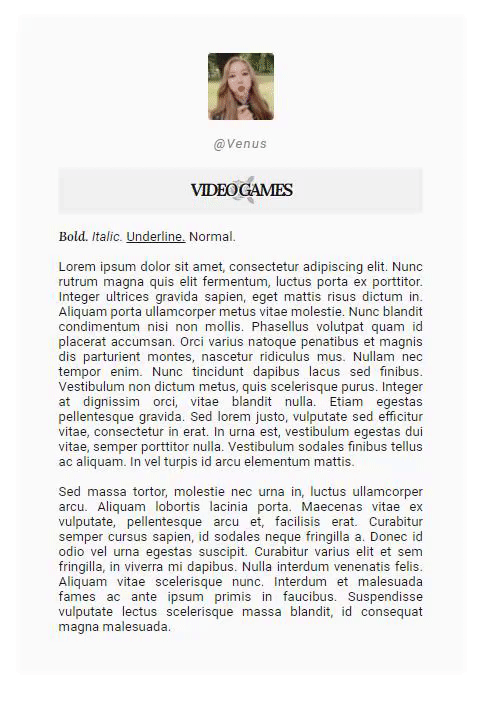 @Venus
VIDEO GAMES
Bold. Italic. Underline. Normal.
Lorem ipsum dolor sit amet, consectetur adipiscing elit. Nunc
rutrum magna quis elit fermentum, luctus porta ex porttitor.
Integer ultrices gravida sapien, eget mattis risus dictum in.
Aliquam porta ullamcorper metus vitae molestie. Nunc blandit
condimentum nisi non mollis. Phasellus volutpat quam id
placerat accumsan. Orci varius natoque penatibus et magnis
dis parturient montes, nascetur ridiculus mus. Nullam nec
tempor enim. Nunc tincidunt dapibus lacus sed finibus.
Vestibulum non dictum metus, quis scelerisque purus. Integer
at dignissim orci, vitae blandit nulla. Etiam egestas
pellentesque gravida. Sed lorem justo, vulputate sed efficitur
vitae, consectetur in erat. In urna est, vestibulum egestas dui
vitae, semper porttitor nulla. Vestibulum sodales finibus tellus
ac aliquam. In vel turpis id arcu elementum mattis.
Sed massa tortor, molestie nec urna in, luctus ullamcorper
arcu. Aliquam lobortis lacinia porta. Maecenas vitae ex
vulputate, pellentesque arcu et, facilisis erat. Curabitur
semper cursus sapien, id sodales neque fringilla a. Donec id
odio vel urna egestas suscipit. Curabitur varius elit et sem
fringilla, in viverra mi dapibus. Nulla interdum venenatis felis.
Aliquam vitae scelerisque nunc. Interdum et malesuada
fames ac ante ipsum primis in faucibus. Suspendisse
vulputate lectus scelerisque massa blandit, id consequat
magna malesuada.